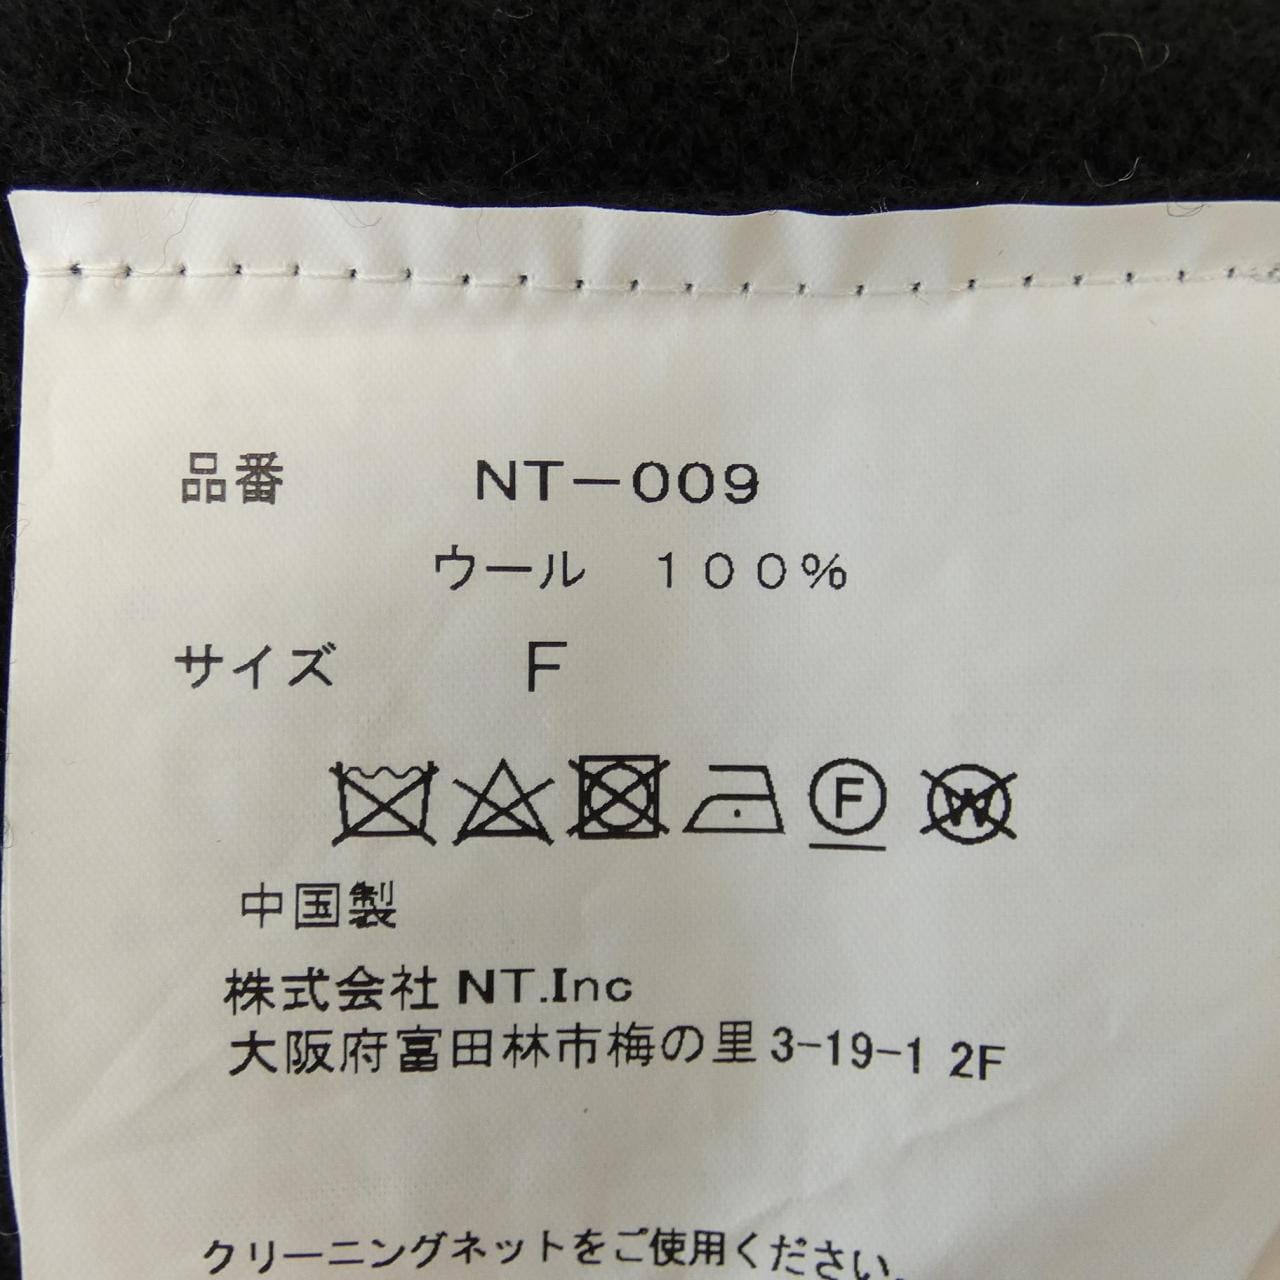 品番 NT-009
ウール 100%
サイズ F
F W
中国製
株式会社 NT.Inc
大阪府富田林市梅の里3-19-1 2F
クリーニングネットをご使用ください。